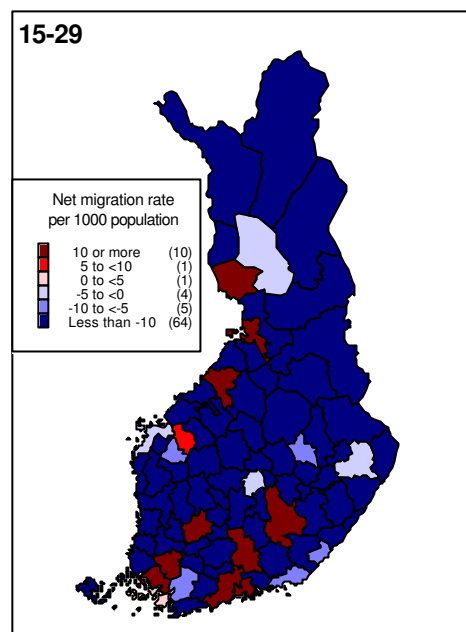 15-29
Net migration rate
per 1000 population
10 or more (10)
5 to <10 (1)
0 to <5 (1)
-5 to <0 (4)
-10 to <-5 (5)
Less than -10 (64)